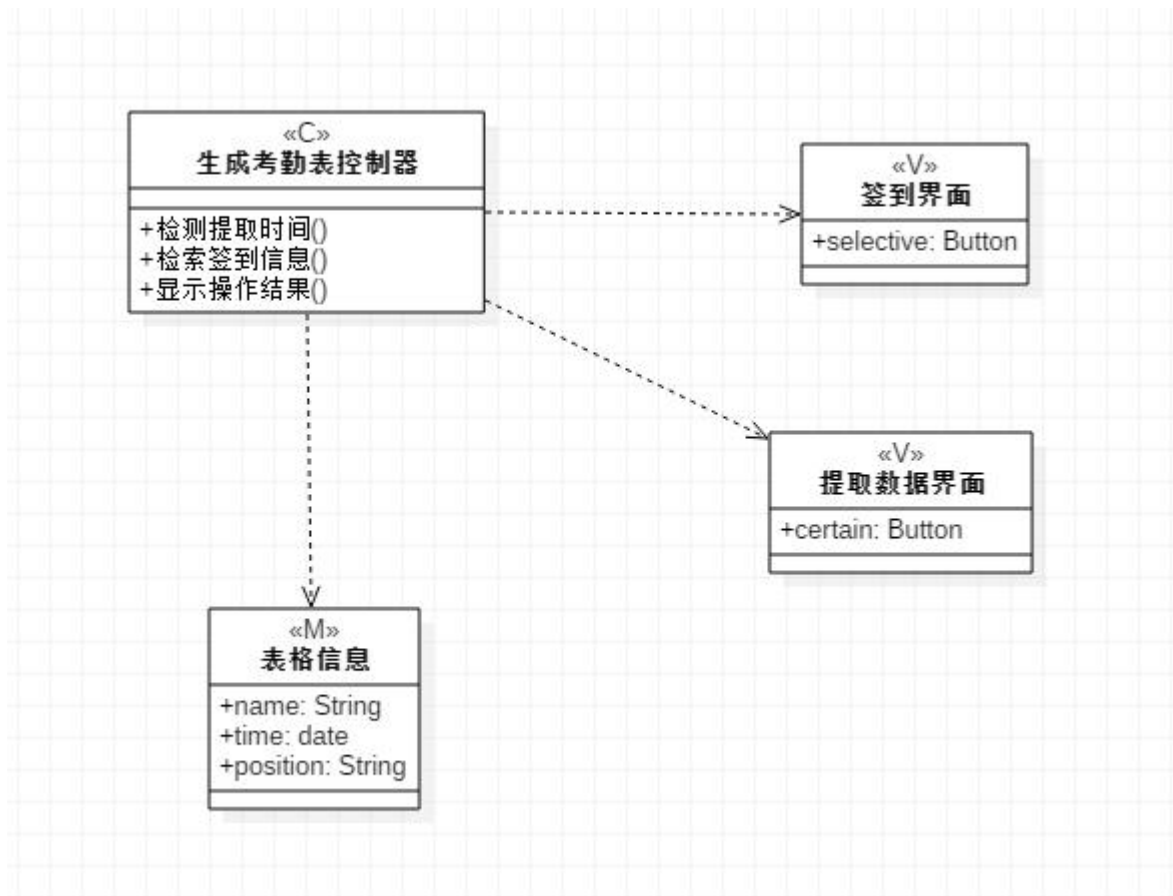 «C»
生成考勤表控制器
+检测提取时间()
+检索签到信息()
+显示操作结果()
«V»
签到界面
+selective: Button
«V»
提取数据界面
+certain: Button
«M»
表格信息
+name: String
+time: date
+position: String